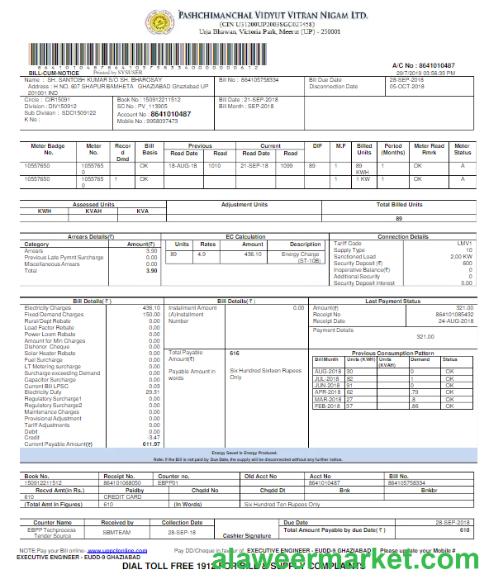 PASHCHIMANCHAL VIDYUT VITRAN NIGAM LTD.
(CIN U31200UP2003SGC027458)
Urja Bhawan, Victoria Park, Meerut (UP) - 250001
BILL-CUM-NOTICE Printed by SYSUSER
A/C No : 8641010487
29/7/2019 03:56:35 PM
Name : SH. SANTOSH KUMAR S/O SH. BHAROSAY
Bill No : 864105758334
Bill Due Date 28-SEP-2018
Address : H NO. 607 SHAPUR BAMHETA GHAZIABAD Ghaziabad UP 201001 IND
Disconnection Date 05-OCT-2018
Circle : CIR15091
Book No : 150912211512
Bill Date : 21-SEP-2018
Division : DIV150912
SC No : PV_113905
Bill Month : SEP-2018
Sub Division : SDO1509122
Account No : 8641010487
K No :
Mobile No : 9958097473
Meter Badge No. Meter No. Record Dmd Bill Basis Previous Current DIF M.F Billed Units Period (Months) Meter Read Rmrk Meter Status
Read Date Read Read Date Read
10557650 10557650 OK 18-AUG-18 1010 21-SEP-18 1099 89 1 89 KWH 1 OK A
10557650 10557650 1 OK 1 1 KW 1 OK A
Assessed Units Adjustment Units Total Billed Units
KWH KVAH KVA
89
Arrears Details(₹) EC Calculation Connection Details
Category Amount(₹) Units Rates Amount Description
Arrears 3.90
Previous Late Pymnt Surcharge 0.00
Miscellaneous Arrears 0.00
Total 3.90
89 4.9 436.10 Energy Charge (ST-10B)
Tariff Code LMV1
Supply Type 10
Sanctioned Load 2.00 KW
Security Deposit (₹) 600
Inoperative Balance(₹) 0
Additional Security 0
Security Deposit Interest 0.00
Bill Details(₹) Bill Details(₹) Last Payment Status
Electricity Charges 436.10
Fixed/Demand Charges 150.00
Rural/Dept Rebate 0.00
Load Factor Rebate 0.00
Power Loom Rebate 0.00
Amount for Min Charges 0.00
Dishonor Cheque 0.00
Solar Heater Rebate 0.00
Fuel Surcharge 0.00
LT Metering surcharge 0.00
Surcharge exceeding Demand 0.00
Capacitor Surcharge 0.00
Current Bill LPSC 0.00
Electricity Duty 29.31
Regulatory Surcharge1 0.00
Regulatory Surcharge2 0.00
Maintenance Charges 0.00
Provisional Adjustment 0.00
Tariff Adjustments 0.00
Debit 0.00
Credit -3.47
Current Payable Amount(₹) 611.97
Instalment Amount (A)Instalment Number 0.00
Total Payable Amount(₹) 616
Payable Amount in words Six Hundred Sixteen Rupees Only
Amount(₹) 321.00
Receipt No 864101085432
Receipt Date 24-AUG-2018
Payment Details
321.00
Previous Consumption Pattern
Bill Month Units (KWH) Units (KVAH) Demand Status
AUG-2018 30 0 OK
JUL-2018 82 0 OK
JUN-2018 91 0 OK
APR-2018 62 .79 OK
MAR-2018 27 .8 OK
FEB-2018 37 .66 OK
Energy Saved is Energy Produced.
Note: If the Bill is not paid by Due Date, the supply will be disconnected without any further notice.
Book No. Receipt No. Counter no. Old Acct No Acct No Bill No.
150912211512 864101068050 EBPP01 8641010487 864105758334
Recvd Amt(in Rs.) Paidby Chqdd No Chqdd Dt Bnk Bnkbr
610 CREDIT CARD
(Total Amt in Figures) 610 (In Words) Six Hundred Ten Rupees Only
Counter Name Received by Collection Date Due Date 28-SEP-2018
EBPP Techprocess Tender Source SBMTEAM 28-SEP-18 Cashier Signature Total Amount Payable by due Date(₹) 610
NOTE:Pay your Bill online- www.uppclonline.com Pay DD/Cheque in favour of EXECUTIVE ENGINEER - EUDD-9 GHAZIABAD Please update your Mobile #
EXECUTIVE ENGINEER - EUDD-9 GHAZIABAD
DIAL TOLL FREE 1912 FOR BILL & SUPPLY COMPLAINTS
alaweermarket.com